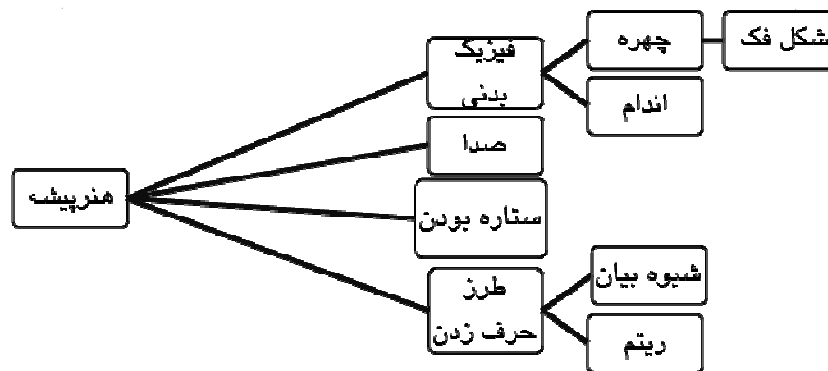 هنرپیشه
فیزیک
بدنی
چهره
شکل فک
اندام
صدا
ستاره بودن
طرز
حرف زدن
شیوه بیان
ریتم